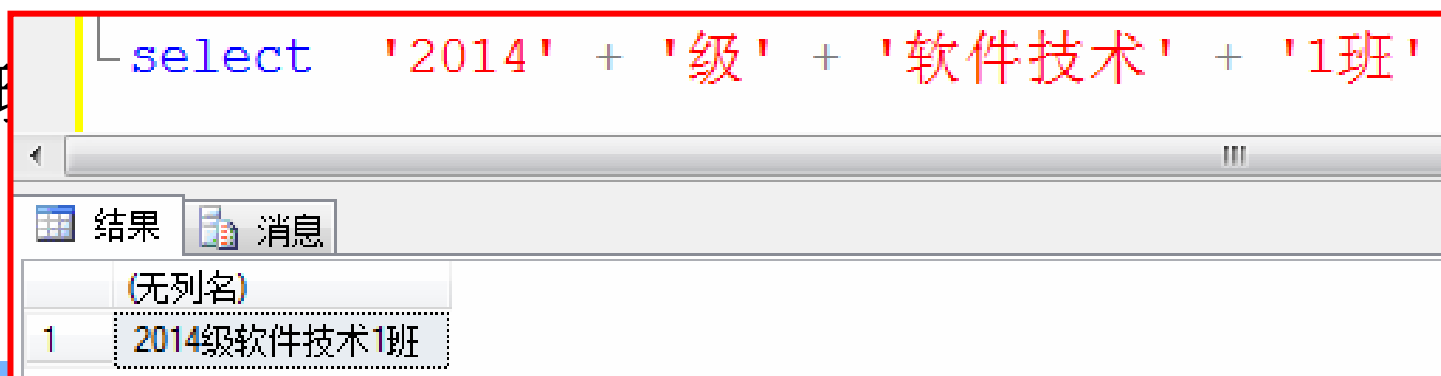 select '2014' + '级' + '软件技术' + '1班'
结果 消息
(无列名)
1 2014级软件技术1班